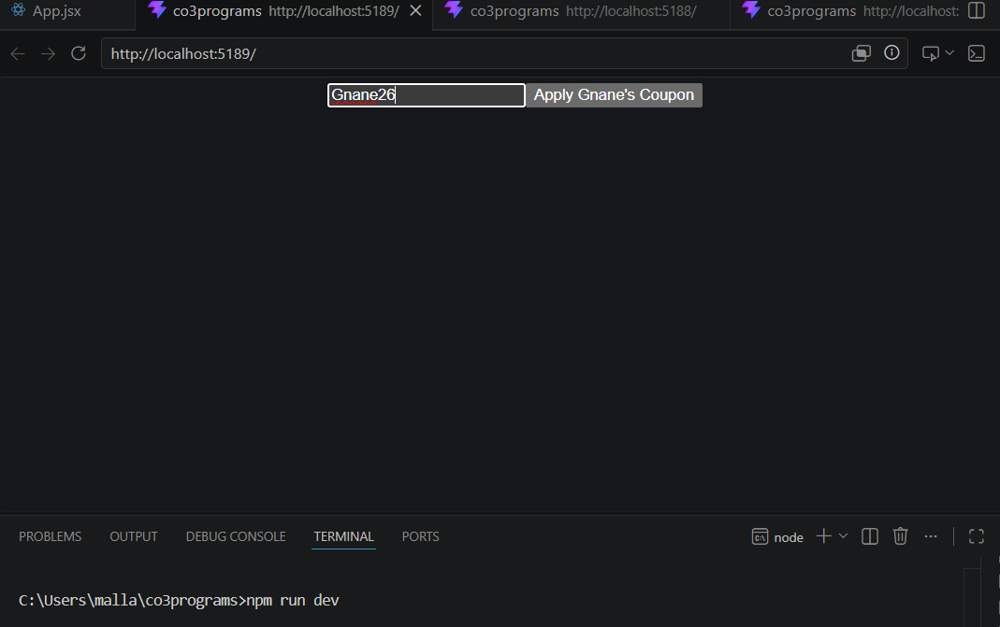 App.jsx co3programs http://localhost:5189/ co3programs http://localhost:5188/ co3programs http://localhost:
http://localhost:5189/
Gnane26 Apply Gnane's Coupon
PROBLEMS OUTPUT DEBUG CONSOLE TERMINAL PORTS node
C:\Users\malla\co3programs>npm run dev